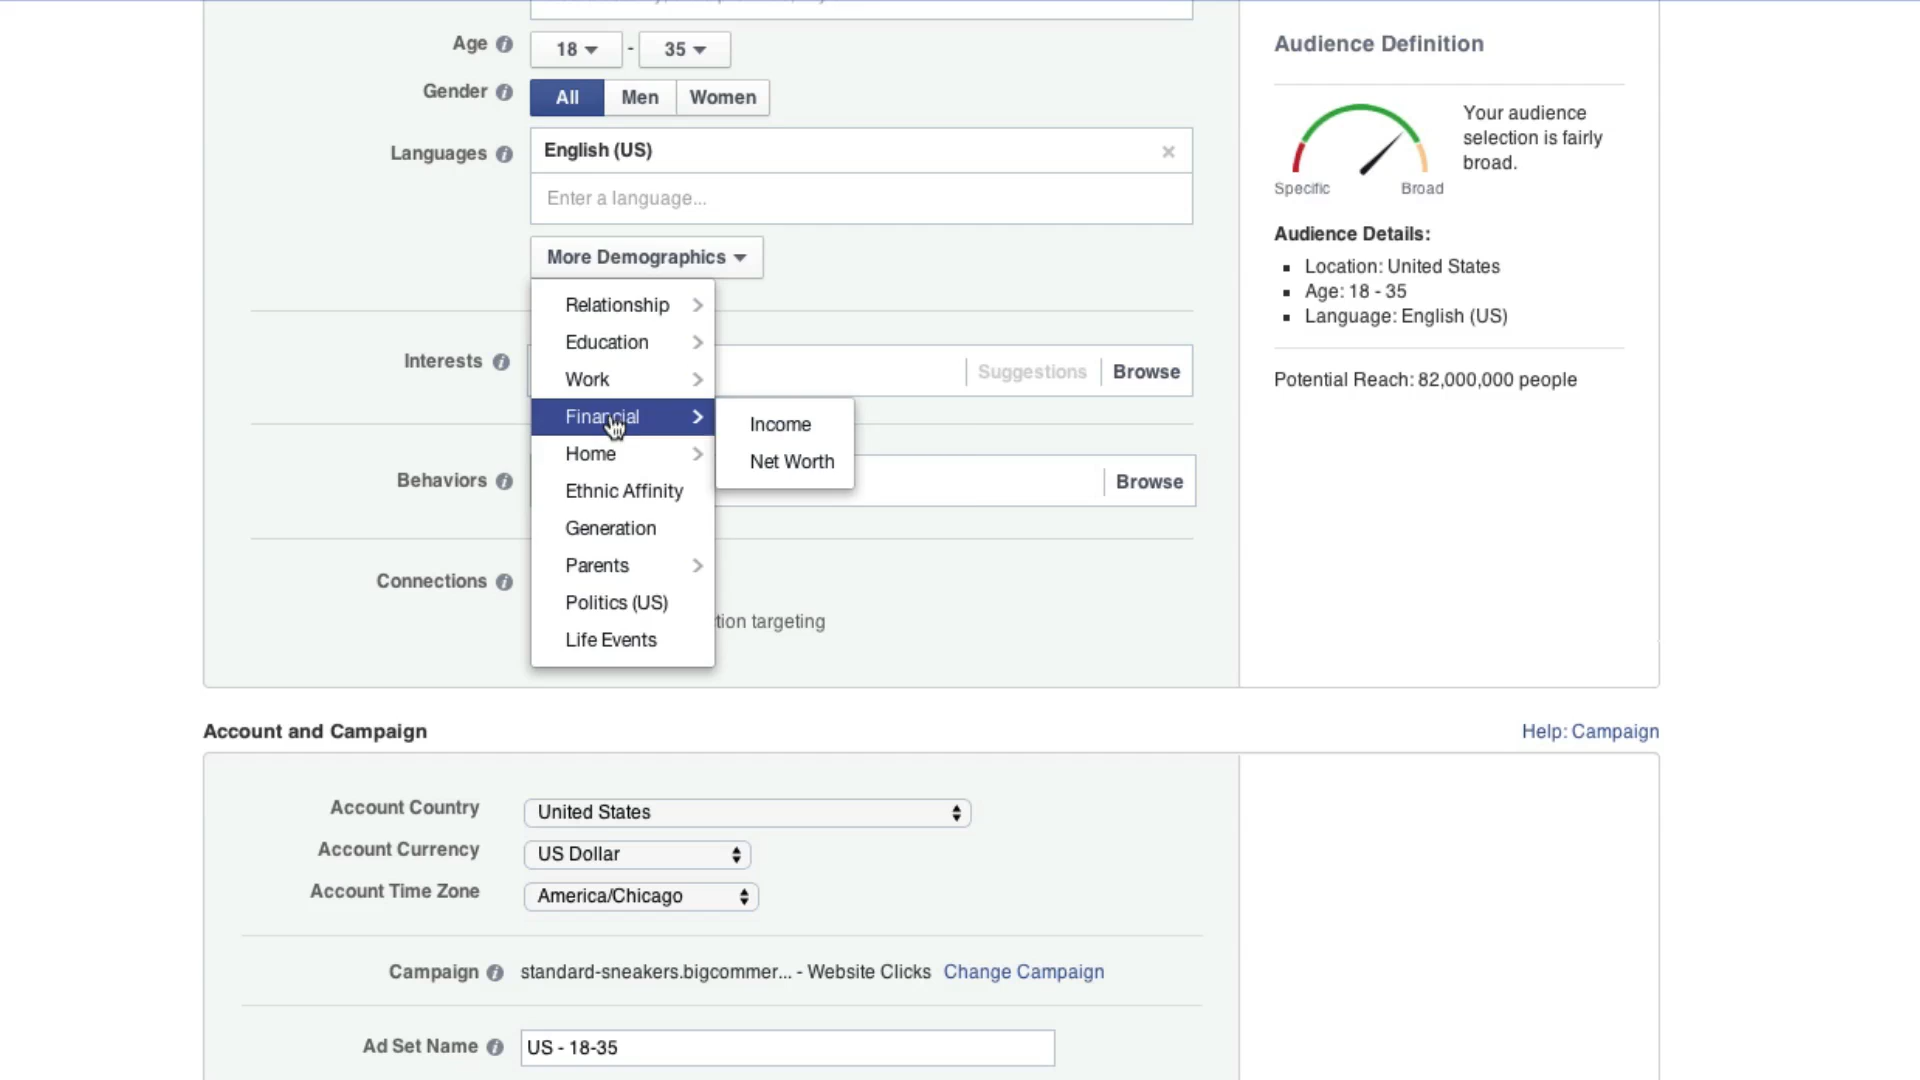 Age
18
-
35
Gender
All
Men
Women
Languages
English (US)
Enter a language...
More Demographics
Relationship
Education
Work
Financial
Home
Ethnic Affinity
Generation
Parents
Politics (US)
Life Events
Income
Net Worth
Interests
Suggestions
Browse
Behaviors
Browse
Connections
tion targeting
Audience Definition
Your audience
selection is fairly
broad.
Specific
Broad
Audience Details:
Location: United States
Age: 18 - 35
Language: English (US)
Potential Reach: 82,000,000 people
Account and Campaign
Help: Campaign
Account Country
United States
Account Currency
US Dollar
Account Time Zone
America/Chicago
Campaign
standard-sneakers.bigcommer... - Website Clicks
Change Campaign
Ad Set Name
US - 18-35